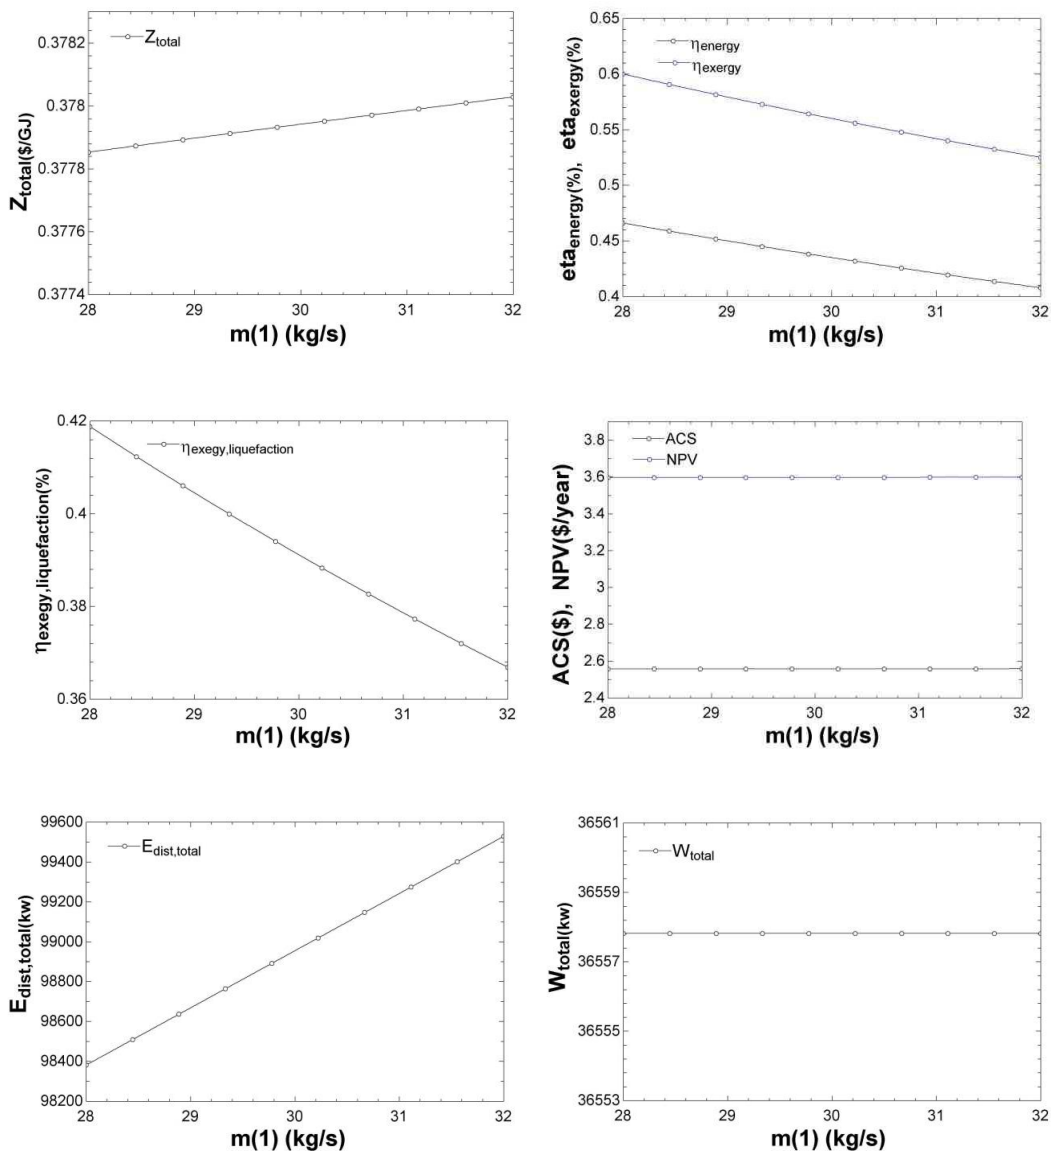 Z_total($/GJ)
0.3782
0.378
0.3778
0.3776
0.3774
Z_total
28 29 30 31 32
m(1) (kg/s)
eta_energy(%), eta_exergy(%)
0.65
0.6
0.55
0.5
0.45
0.4
η_energy
η_exergy
28 29 30 31 32
m(1) (kg/s)
η_exegy,liquefaction(%)
0.42
0.4
0.38
0.36
η_exegy,liquefaction
28 29 30 31 32
m(1) (kg/s)
ACS($), NPV($/year)
3.8
3.6
3.4
3.2
3
2.8
2.6
2.4
ACS
NPV
28 29 30 31 32
m(1) (kg/s)
E_dist,total(kw)
99600
99400
99200
99000
98800
98600
98400
98200
E_dist,total
28 29 30 31 32
m(1) (kg/s)
W_total(kw)
36561
36559
36557
36555
36553
W_total
28 29 30 31 32
m(1) (kg/s)